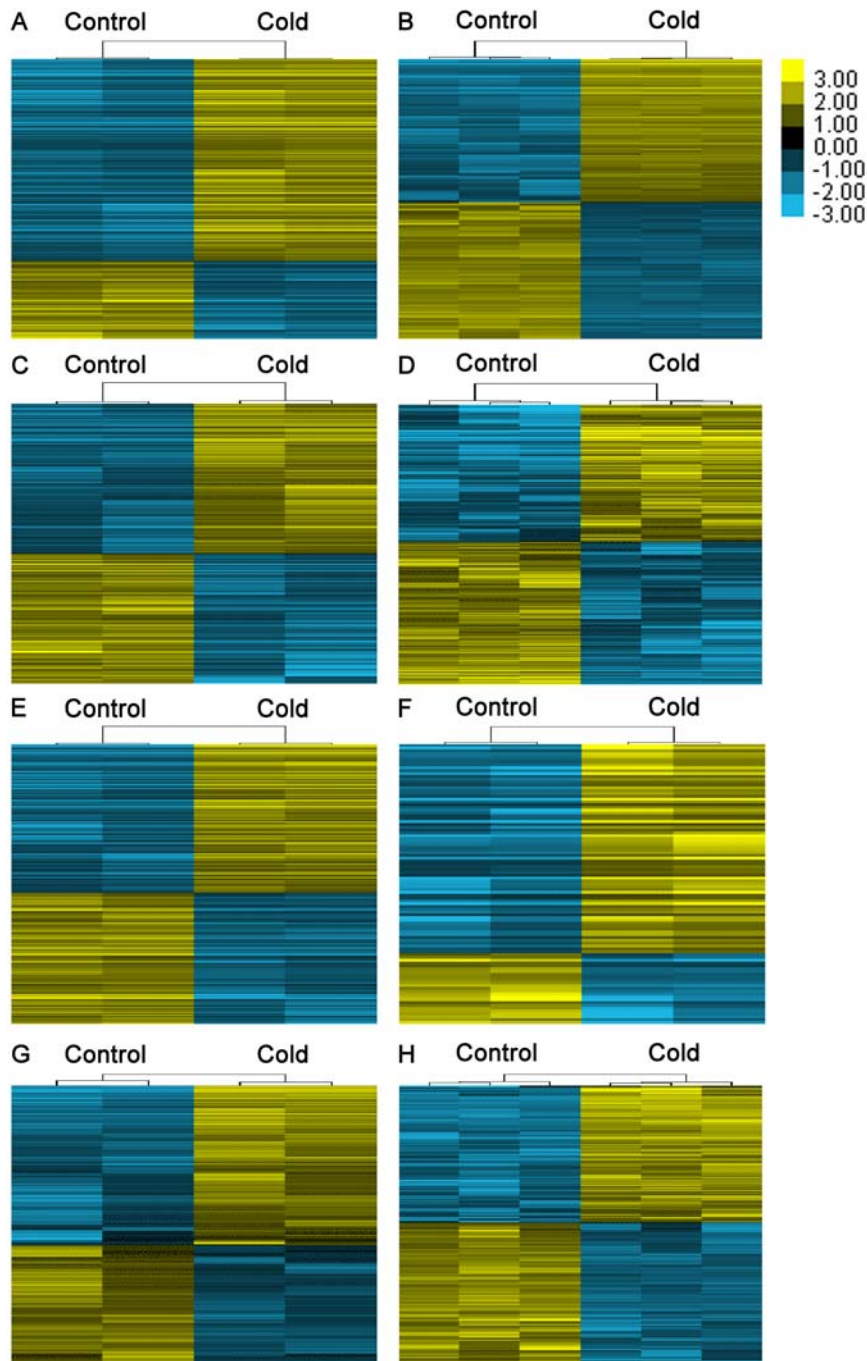 A Control Cold
B Control Cold
3.00
2.00
1.00
0.00
-1.00
-2.00
-3.00
C Control Cold
D Control Cold
E Control Cold
F Control Cold
G Control Cold
H Control Cold